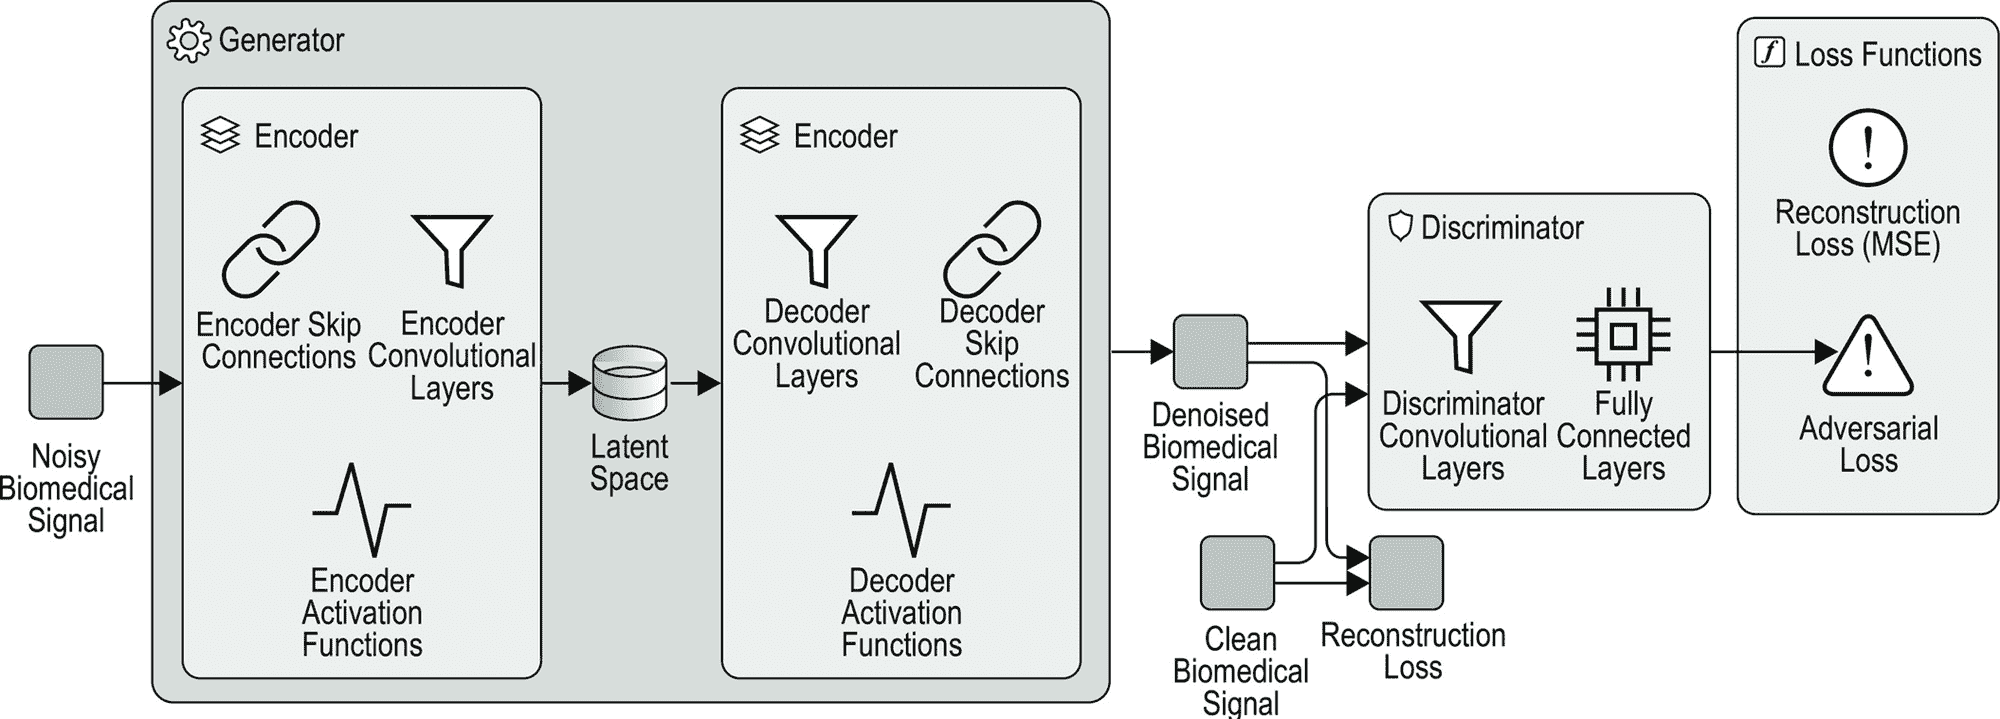 Generator
Encoder
Encoder Skip
Connections
Encoder
Convolutional
Layers
Encoder
Activation
Functions
Noisy
Biomedical
Signal
Latent
Space
Encoder
Decoder
Convolutional
Layers
Decoder
Skip
Connections
Decoder
Activation
Functions
Denoised
Biomedical
Signal
Clean
Biomedical
Signal
Reconstruction
Loss
Discriminator
Discriminator
Convolutional
Layers
Fully
Connected
Layers
f Loss Functions
!
Reconstruction
Loss (MSE)
!
Adversarial
Loss